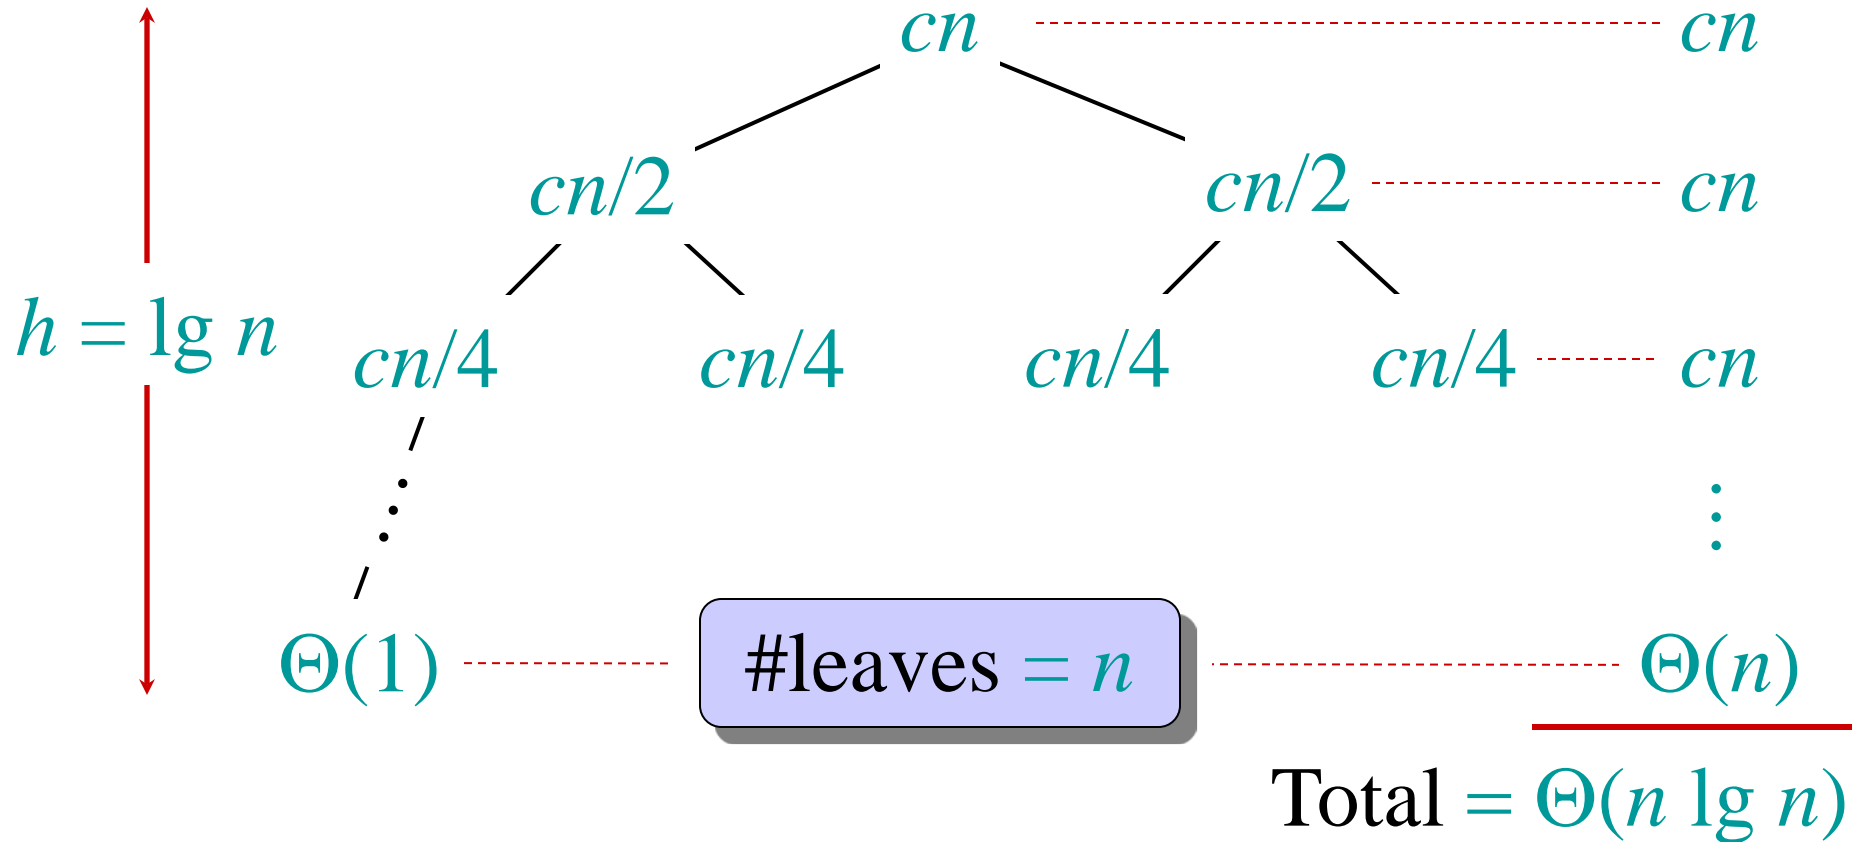 cn cn
cn/2 cn/2 cn
h = lg n cn/4 cn/4 cn/4 cn/4 cn
Θ(1) #leaves = n Θ(n)
Total = Θ(n lg n)